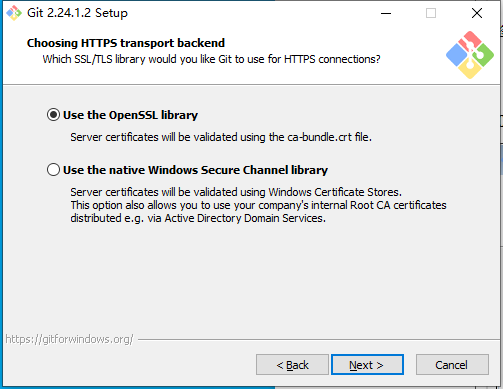 Git 2.24.1.2 Setup
Choosing HTTPS transport backend
Which SSL/TLS library would you like Git to use for HTTPS connections?
Use the OpenSSL library
Server certificates will be validated using the ca-bundle.crt file.
Use the native Windows Secure Channel library
Server certificates will be validated using Windows Certificate Stores.
This option also allows you to use your company's internal Root CA certificates
distributed e.g. via Active Directory Domain Services.
https://gitforwindows.org/
< Back
Next >
Cancel